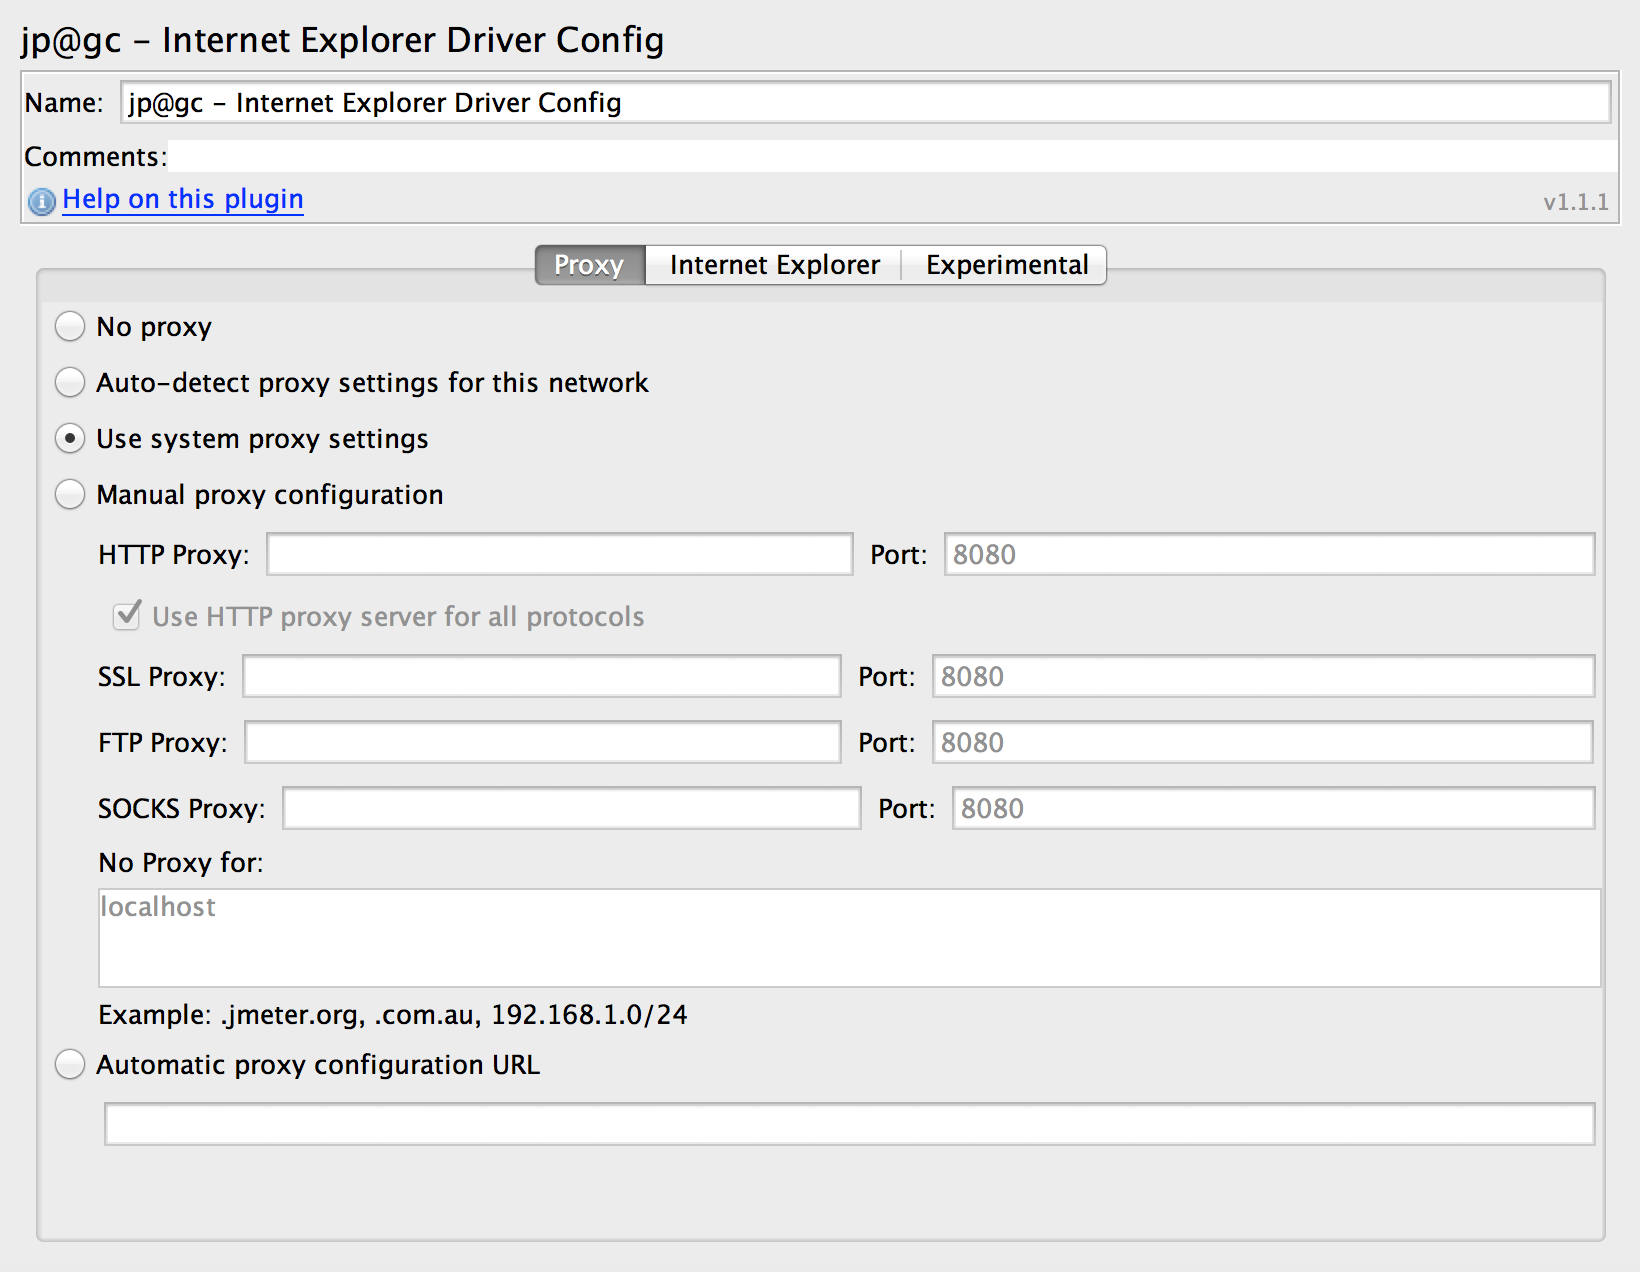 jp@gc – Internet Explorer Driver Config
Name: jp@gc – Internet Explorer Driver Config
Comments:
Help on this plugin v1.1.1
Proxy Internet Explorer Experimental
No proxy
Auto-detect proxy settings for this network
Use system proxy settings
Manual proxy configuration
HTTP Proxy: Port: 8080
Use HTTP proxy server for all protocols
SSL Proxy: Port: 8080
FTP Proxy: Port: 8080
SOCKS Proxy: Port: 8080
No Proxy for:
localhost
Example: .jmeter.org, .com.au, 192.168.1.0/24
Automatic proxy configuration URL